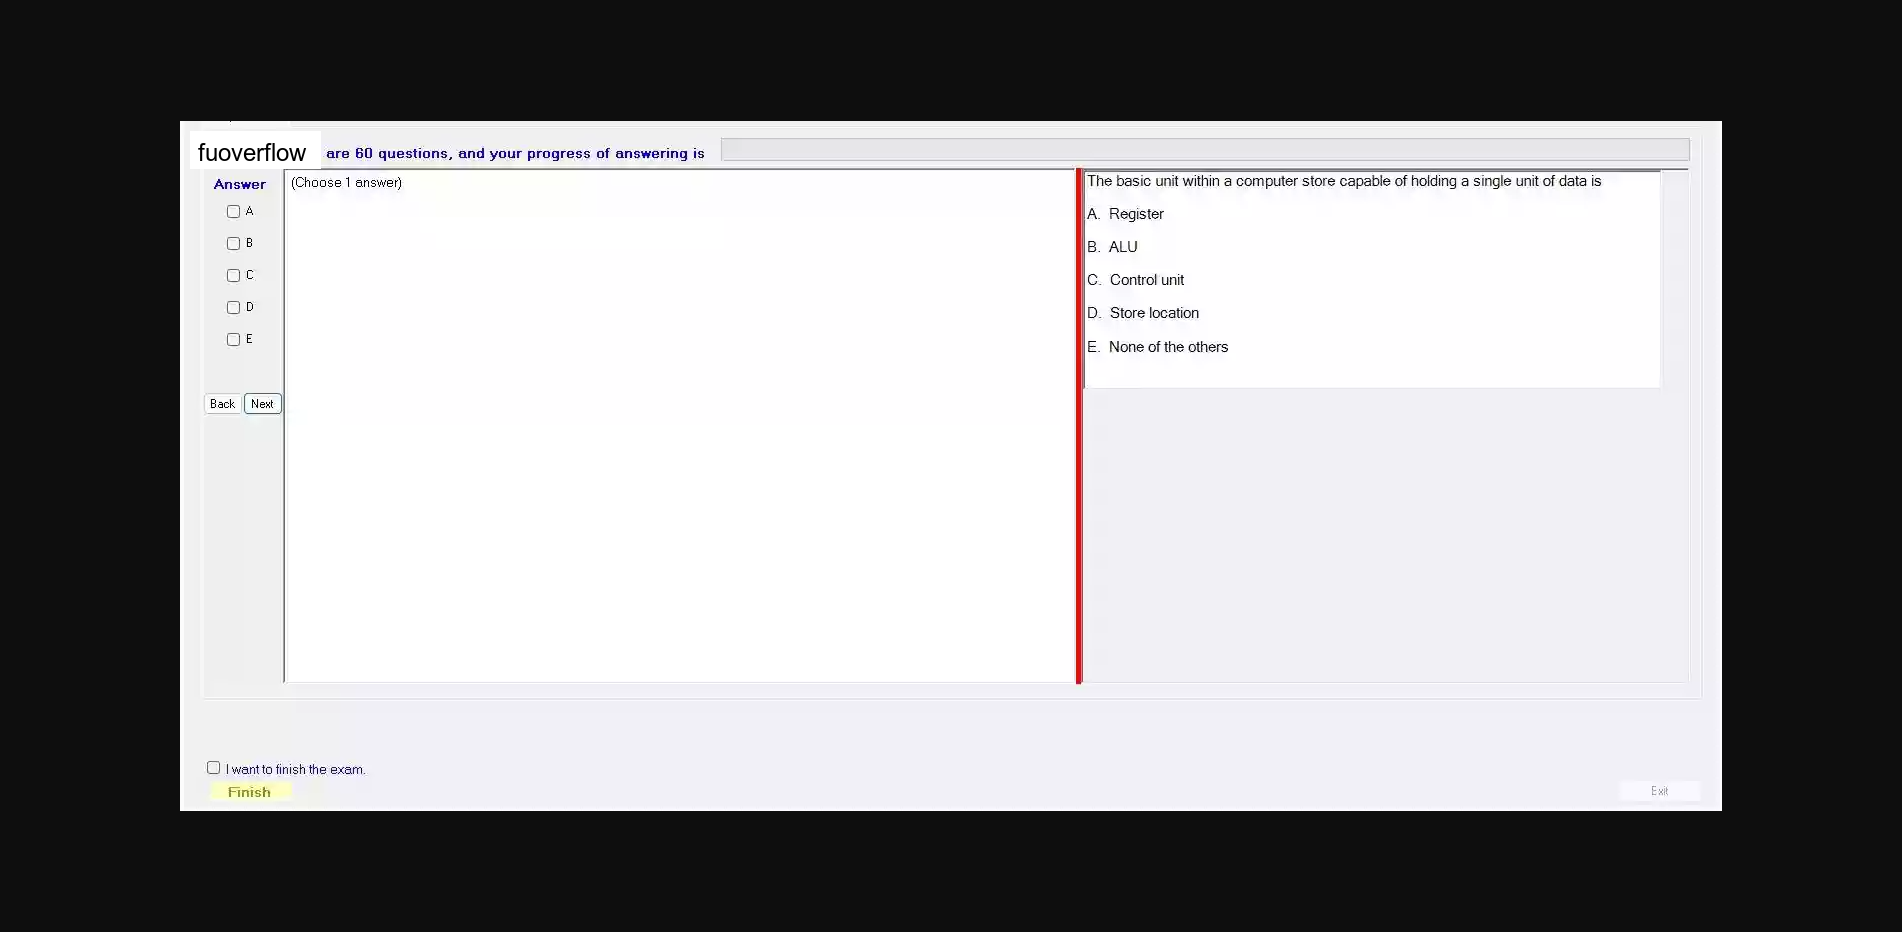 fuoverflow are 60 questions, and your progress of answering is
Answer
(Choose 1 answer)
A
B
C
D
E
Back Next
The basic unit within a computer store capable of holding a single unit of data is
A. Register
B. ALU
C. Control unit
D. Store location
E. None of the others
I want to finish the exam.
Finish
Exit